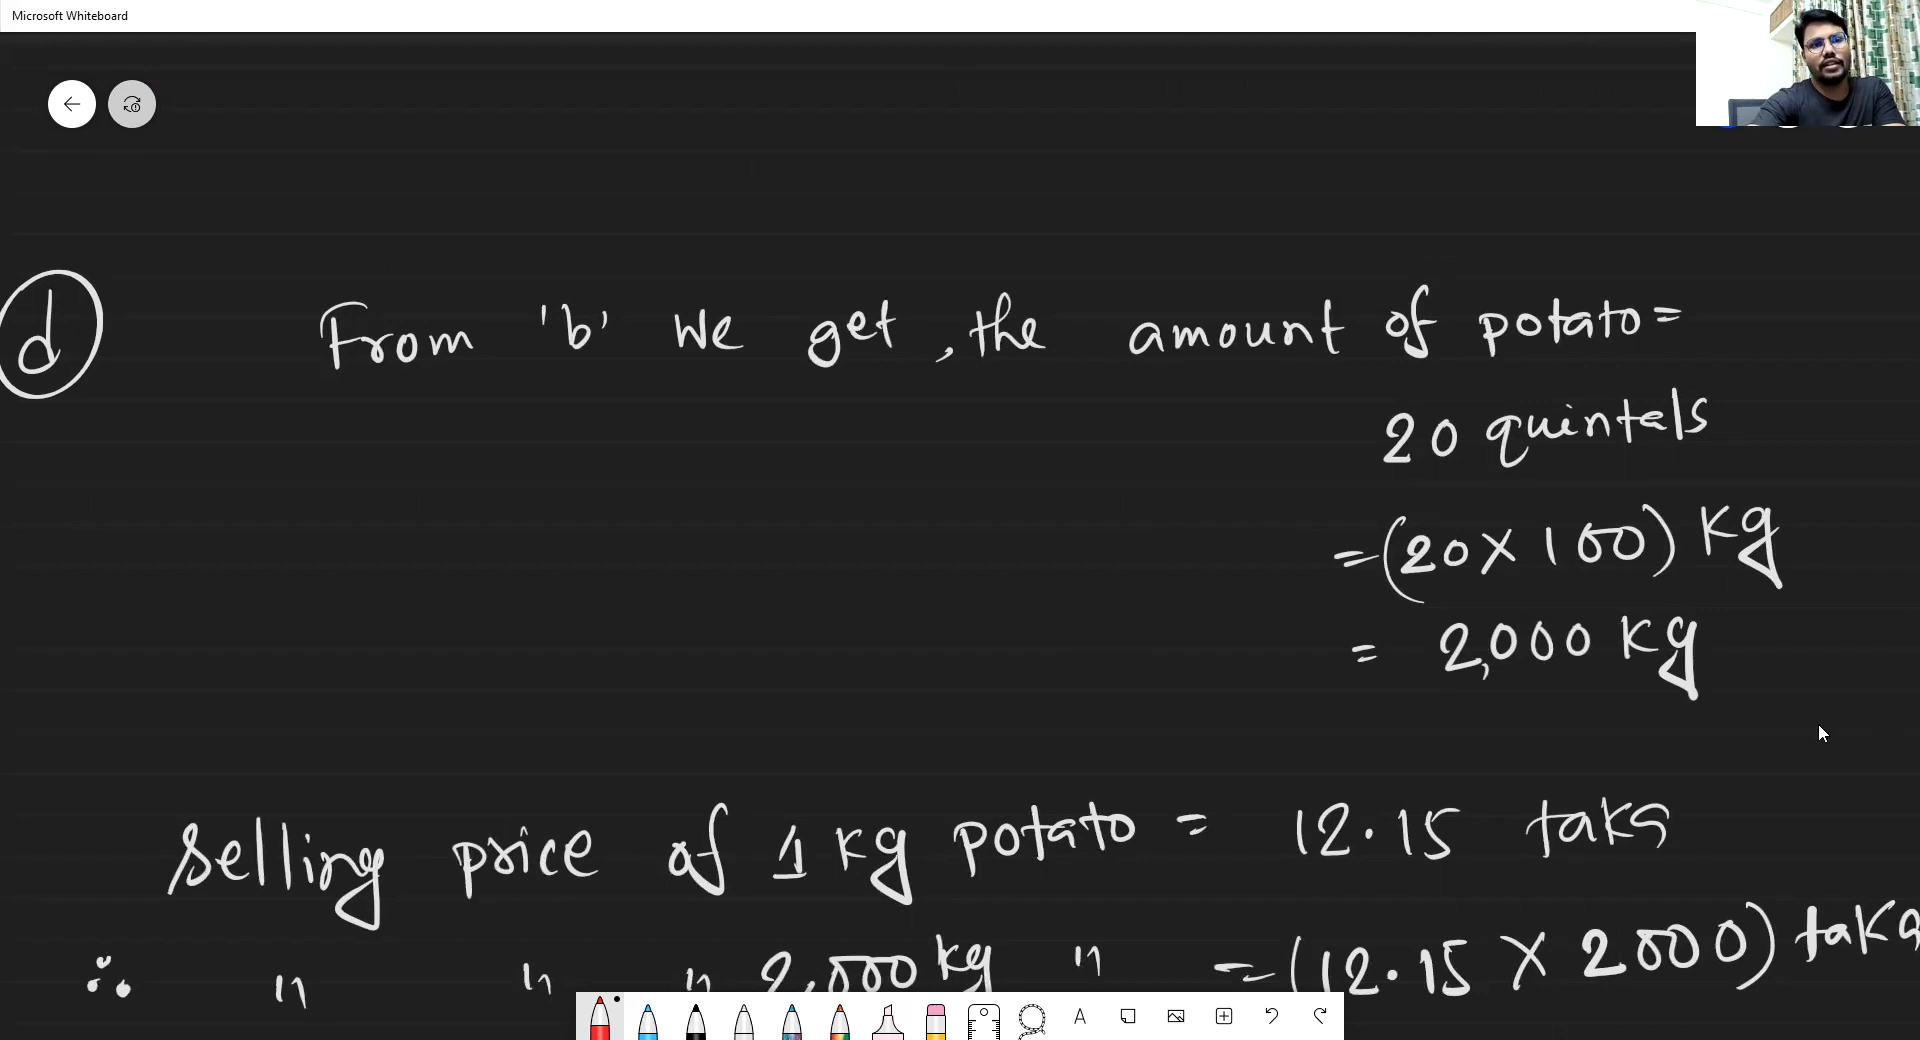 Microsoft Whiteboard
d From 'b' we get, the amount of potato =
20 quintals
= (20 × 100) kg
= 2,000 kg
Selling price of 1 kg potato = 12.15 taka
∴ " " " 2,000 kg " = (12.15 × 2000) taka
A